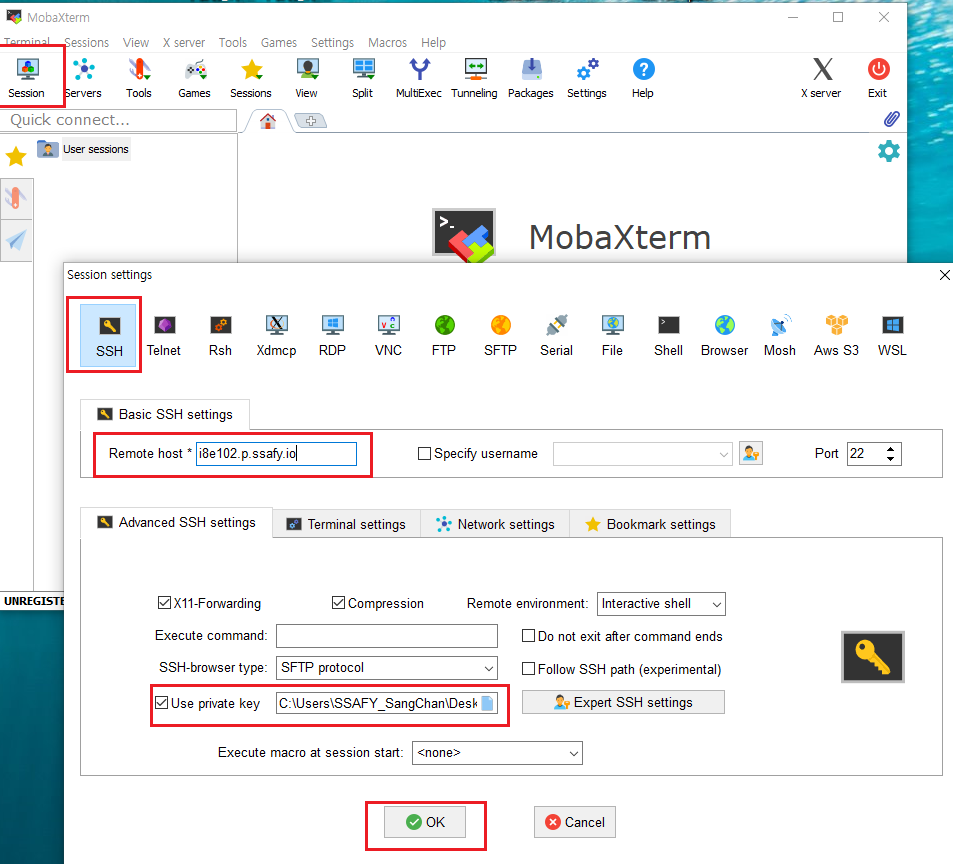 MobaXterm
Terminal Sessions View X server Tools Games Settings Macros Help
Session Servers Tools Games Sessions View Split MultiExec Tunneling Packages Settings Help X server Exit
Quick connect...
User sessions
MobaXterm
Session settings
SSH Telnet Rsh Xdmcp RDP VNC FTP SFTP Serial File Shell Browser Mosh Aws S3 WSL
Basic SSH settings
Remote host * i8e102.p.ssafy.io Specify username Port 22
Advanced SSH settings Terminal settings Network settings Bookmark settings
UNREGISTE
X11-Forwarding Compression Remote environment: Interactive shell
Execute command: Do not exit after command ends
SSH-browser type: SFTP protocol Follow SSH path (experimental)
Use private key C:\Users\SSAFY_SangChan\Desk Expert SSH settings
Execute macro at session start: <none>
OK Cancel